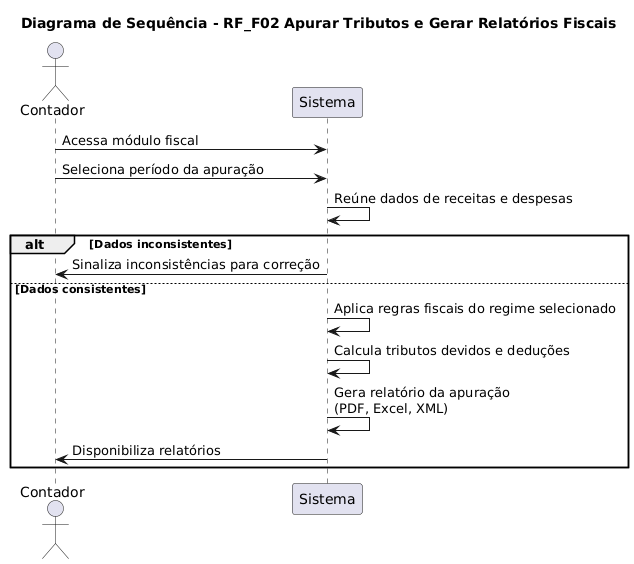 Diagrama de Sequência - RF_F02 Apurar Tributos e Gerar Relatórios Fiscais
Contador
Sistema
Acessa módulo fiscal
Seleciona período da apuração
Reúne dados de receitas e despesas
alt
[Dados inconsistentes]
Sinaliza inconsistências para correção
[Dados consistentes]
Aplica regras fiscais do regime selecionado
Calcula tributos devidos e deduções
Gera relatório da apuração
(PDF, Excel, XML)
Disponibiliza relatórios
Contador
Sistema